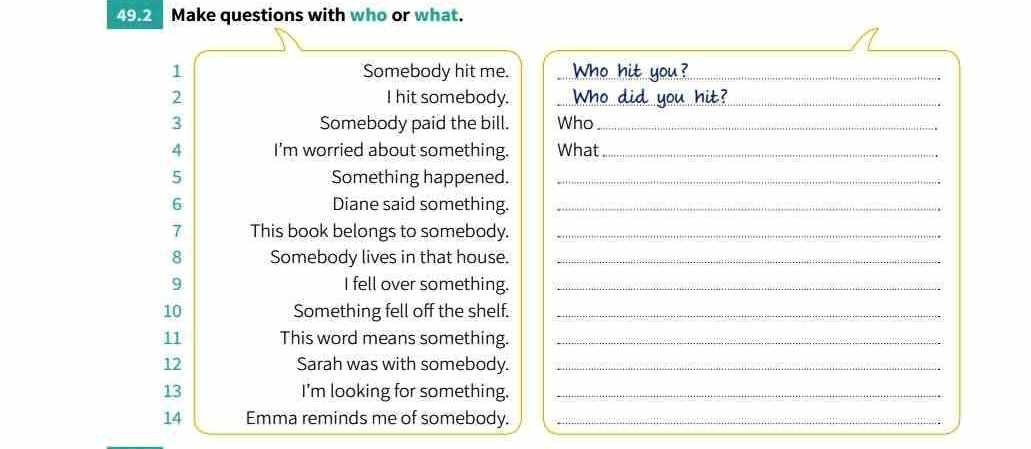 49.2 Make questions with who or what.
1 Somebody hit me. Who hit you?
2 I hit somebody. Who did you hit?
3 Somebody paid the bill. Who
4 I'm worried about something. What
5 Something happened.
6 Diane said something.
7 This book belongs to somebody.
8 Somebody lives in that house.
9 I fell over something.
10 Something fell off the shelf.
11 This word means something.
12 Sarah was with somebody.
13 I'm looking for something.
14 Emma reminds me of somebody.